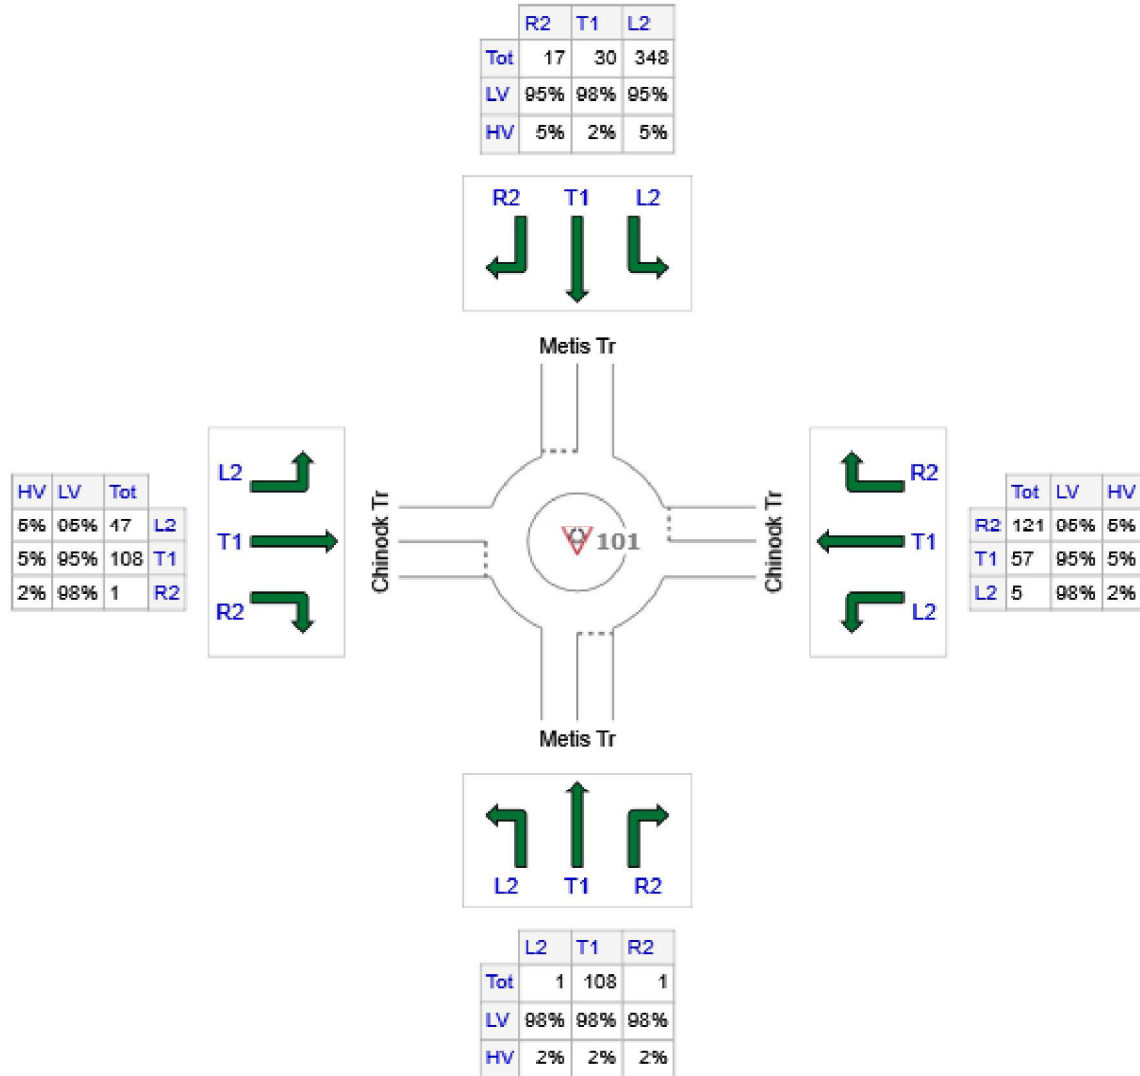 R2 T1 L2
Tot 17 30 348
LV 95% 98% 95%
HV 5% 2% 5%
R2 T1 L2
Metis Tr
L2
T1
R2
HV LV Tot
5% 95% 47 L2
5% 95% 108 T1
2% 98% 1 R2
Chinook Tr
101
Chinook Tr
R2
T1
L2
Tot LV HV
R2 121 95% 5%
T1 57 95% 5%
L2 5 98% 2%
Metis Tr
L2 T1 R2
L2 T1 R2
Tot 1 108 1
LV 98% 98% 98%
HV 2% 2% 2%